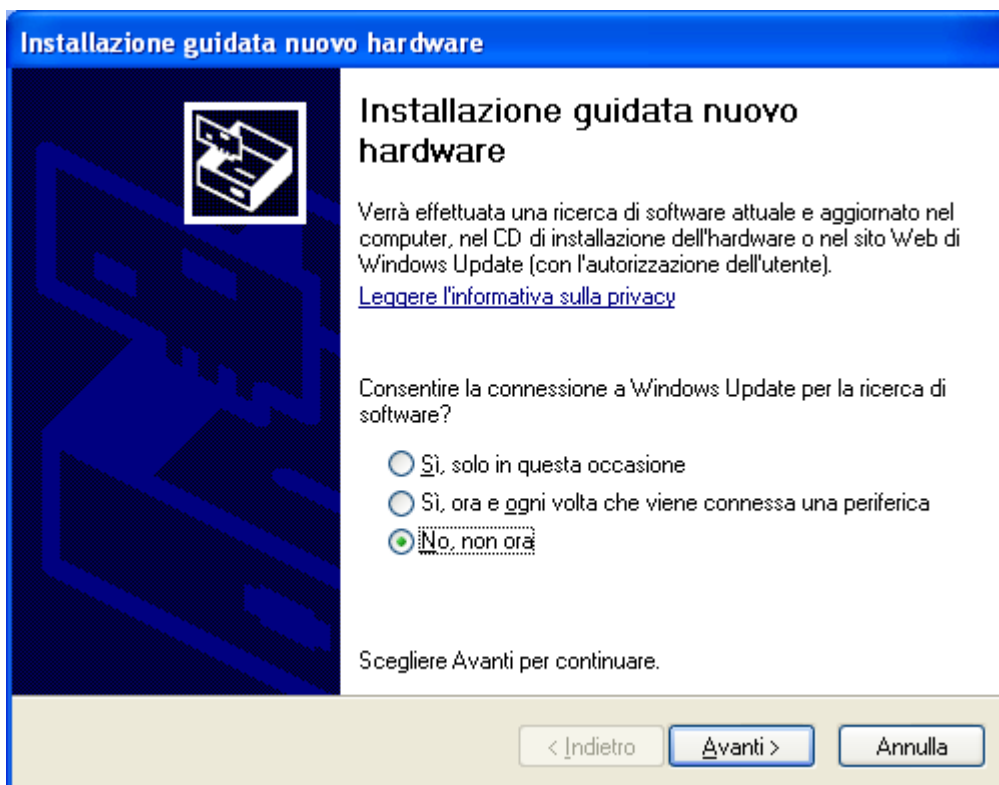 Installazione guidata nuovo hardware
Installazione guidata nuovo
hardware
Verrà effettuata una ricerca di software attuale e aggiornato nel
computer, nel CD di installazione dell'hardware o nel sito Web di
Windows Update (con l'autorizzazione dell'utente).
Leggere l'informativa sulla privacy
Consentire la connessione a Windows Update per la ricerca di
software?
Sì, solo in questa occasione
Sì, ora e ogni volta che viene connessa una periferica
No, non ora
Scegliere Avanti per continuare.
< Indietro
Avanti >
Annulla